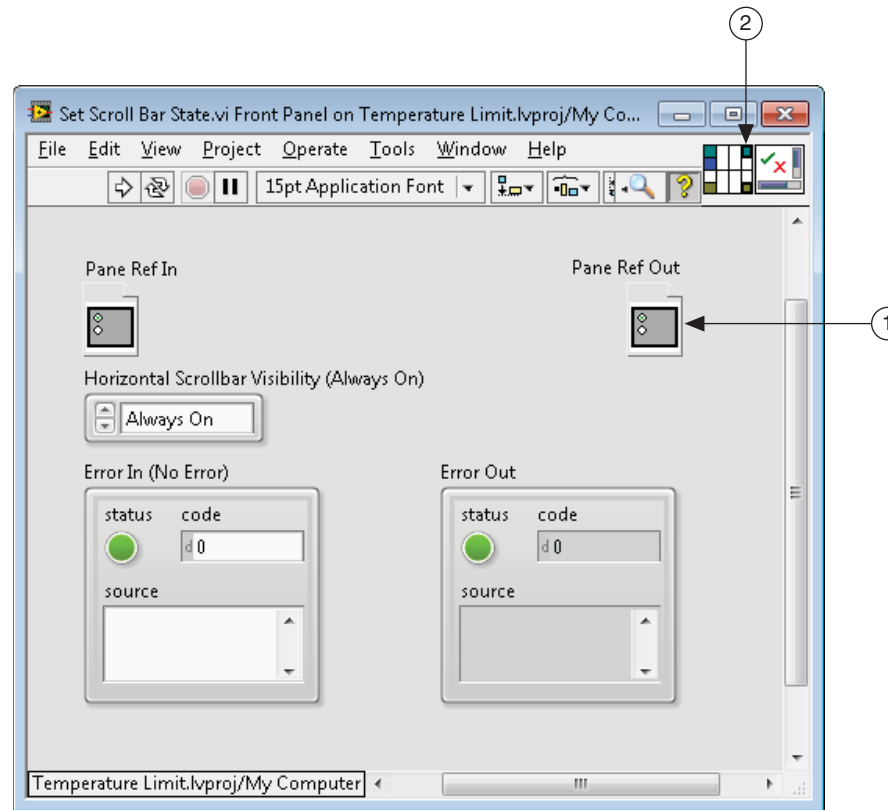 2
Set Scroll Bar State.vi Front Panel on Temperature Limit.lvproj/My Co...
File Edit View Project Operate Tools Window Help
15pt Application Font
Pane Ref In
Pane Ref Out
1
Horizontal Scrollbar Visibility (Always On)
Always On
Error In (No Error)
Error Out
status code
status code
d 0
d 0
source
source
Temperature Limit.lvproj/My Computer